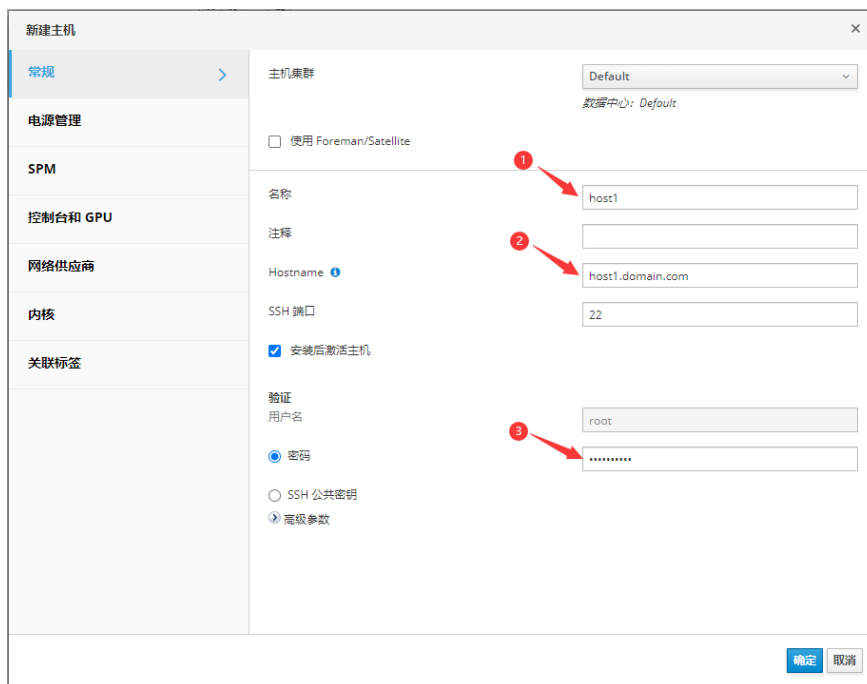 新建主机
×
常规
电源管理
SPM
控制台和 GPU
网络供应商
内核
关联标签
主机集群
Default
数据中心: Default
使用 Foreman/Satellite
1
名称
host1
注释
2
Hostname
host1.domain.com
SSH 端口
22
安装后激活主机
验证
用户名
root
3
密码
••••••••••
SSH 公共密钥
高级参数
确定
取消